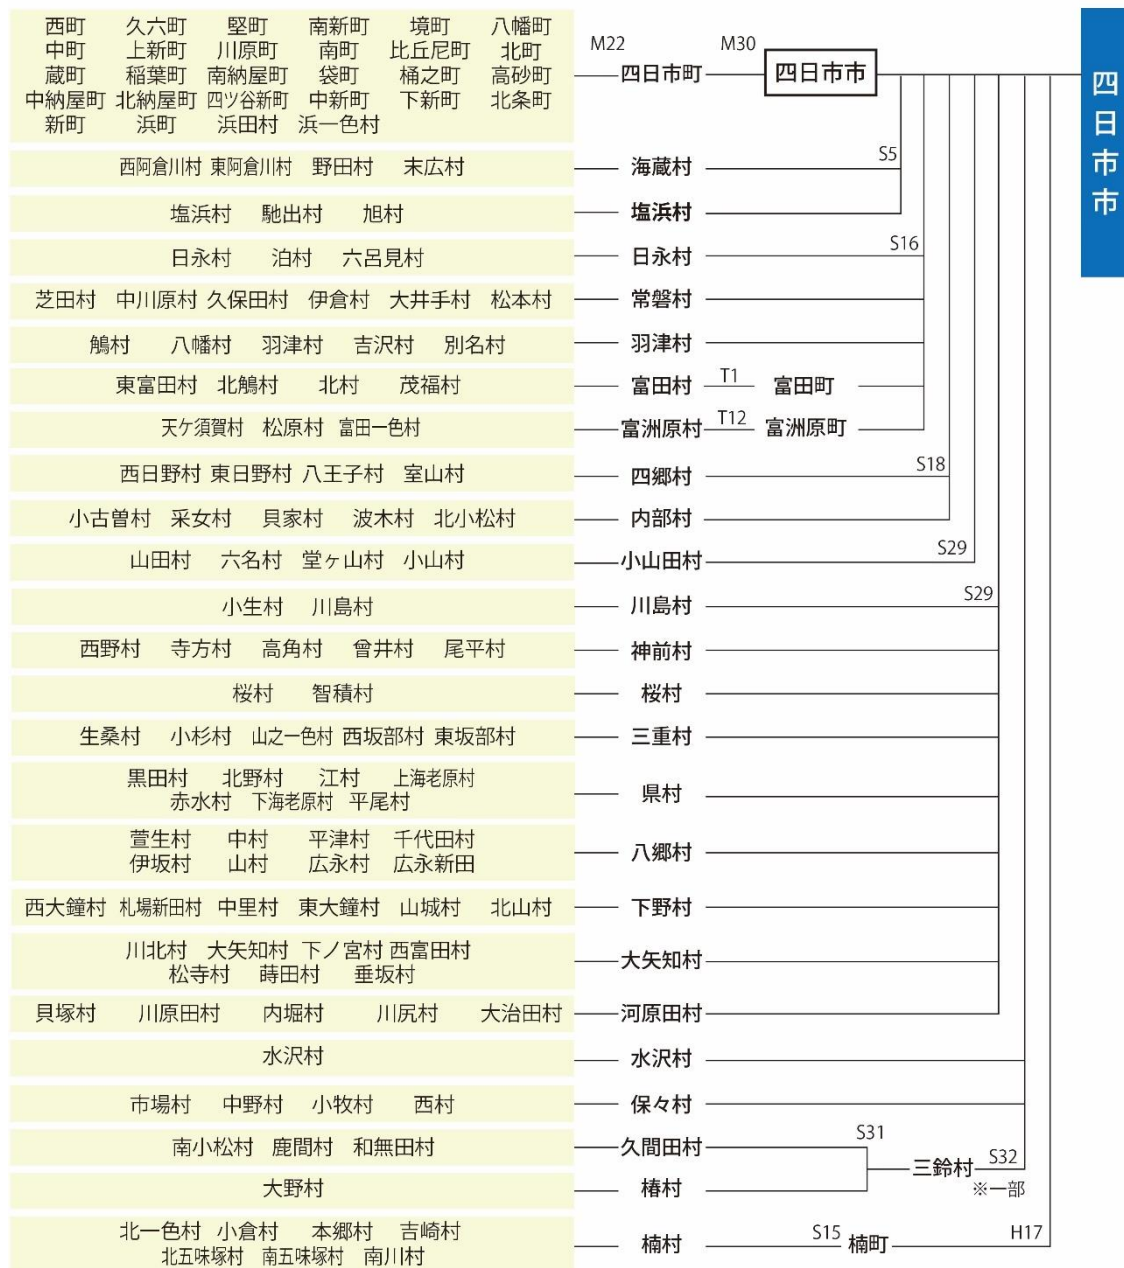 西町 久六町 堅町 南新町 境町 八幡町
中町 上新町 川原町 南町 比丘尼町 北町
蔵町 稲葉町 南納屋町 袋町 桶之町 高砂町
中納屋町 北納屋町 四ツ谷新町 中新町 下新町 北条町
新町 浜町 浜田村 浜一色村
M22 四日市町 M30 四日市市
四日市市
西阿倉川村 東阿倉川村 野田村 末広村 海蔵村 S5
塩浜村 馳出村 旭村 塩浜村
日永村 泊村 六呂見村 日永村 S16
芝田村 中川原村 久保田村 伊倉村 大井手村 松本村 常磐村
鵤村 八幡村 羽津村 吉沢村 別名村 羽津村
東富田村 北鵤村 北村 茂福村 富田村 T1 富田町
天ケ須賀村 松原村 富田一色村 富洲原村 T12 富洲原町
西日野村 東日野村 八王子村 室山村 四郷村 S18
小古曽村 采女村 貝家村 波木村 北小松村 内部村
山田村 六名村 堂ヶ山村 小山村 小山田村 S29
小生村 川島村 川島村 S29
西野村 寺方村 高角村 曾井村 尾平村 神前村
桜村 智積村 桜村
生桑村 小杉村 山之一色村 西坂部村 東坂部村 三重村
黒田村 北野村 江村 上海老原村
赤水村 下海老原村 平尾村
県村
萱生村 中村 平津村 千代田村
伊坂村 山村 広永村 広永新田
八郷村
西大鐘村 札場新田村 中里村 東大鐘村 山城村 北山村 下野村
川北村 大矢知村 下ノ宮村 西富田村
松寺村 蒔田村 垂坂村
大矢知村
貝塚村 川原田村 内堀村 川尻村 大治田村 河原田村
水沢村 水沢村
市場村 中野村 小牧村 西村 保々村
南小松村 鹿間村 和無田村 久間田村 S31
三鈴村 S32
※一部
大野村 椿村
北一色村 小倉村 本郷村 吉崎村
北五味塚村 南五味塚村 南川村
楠村 S15 楠町 H17